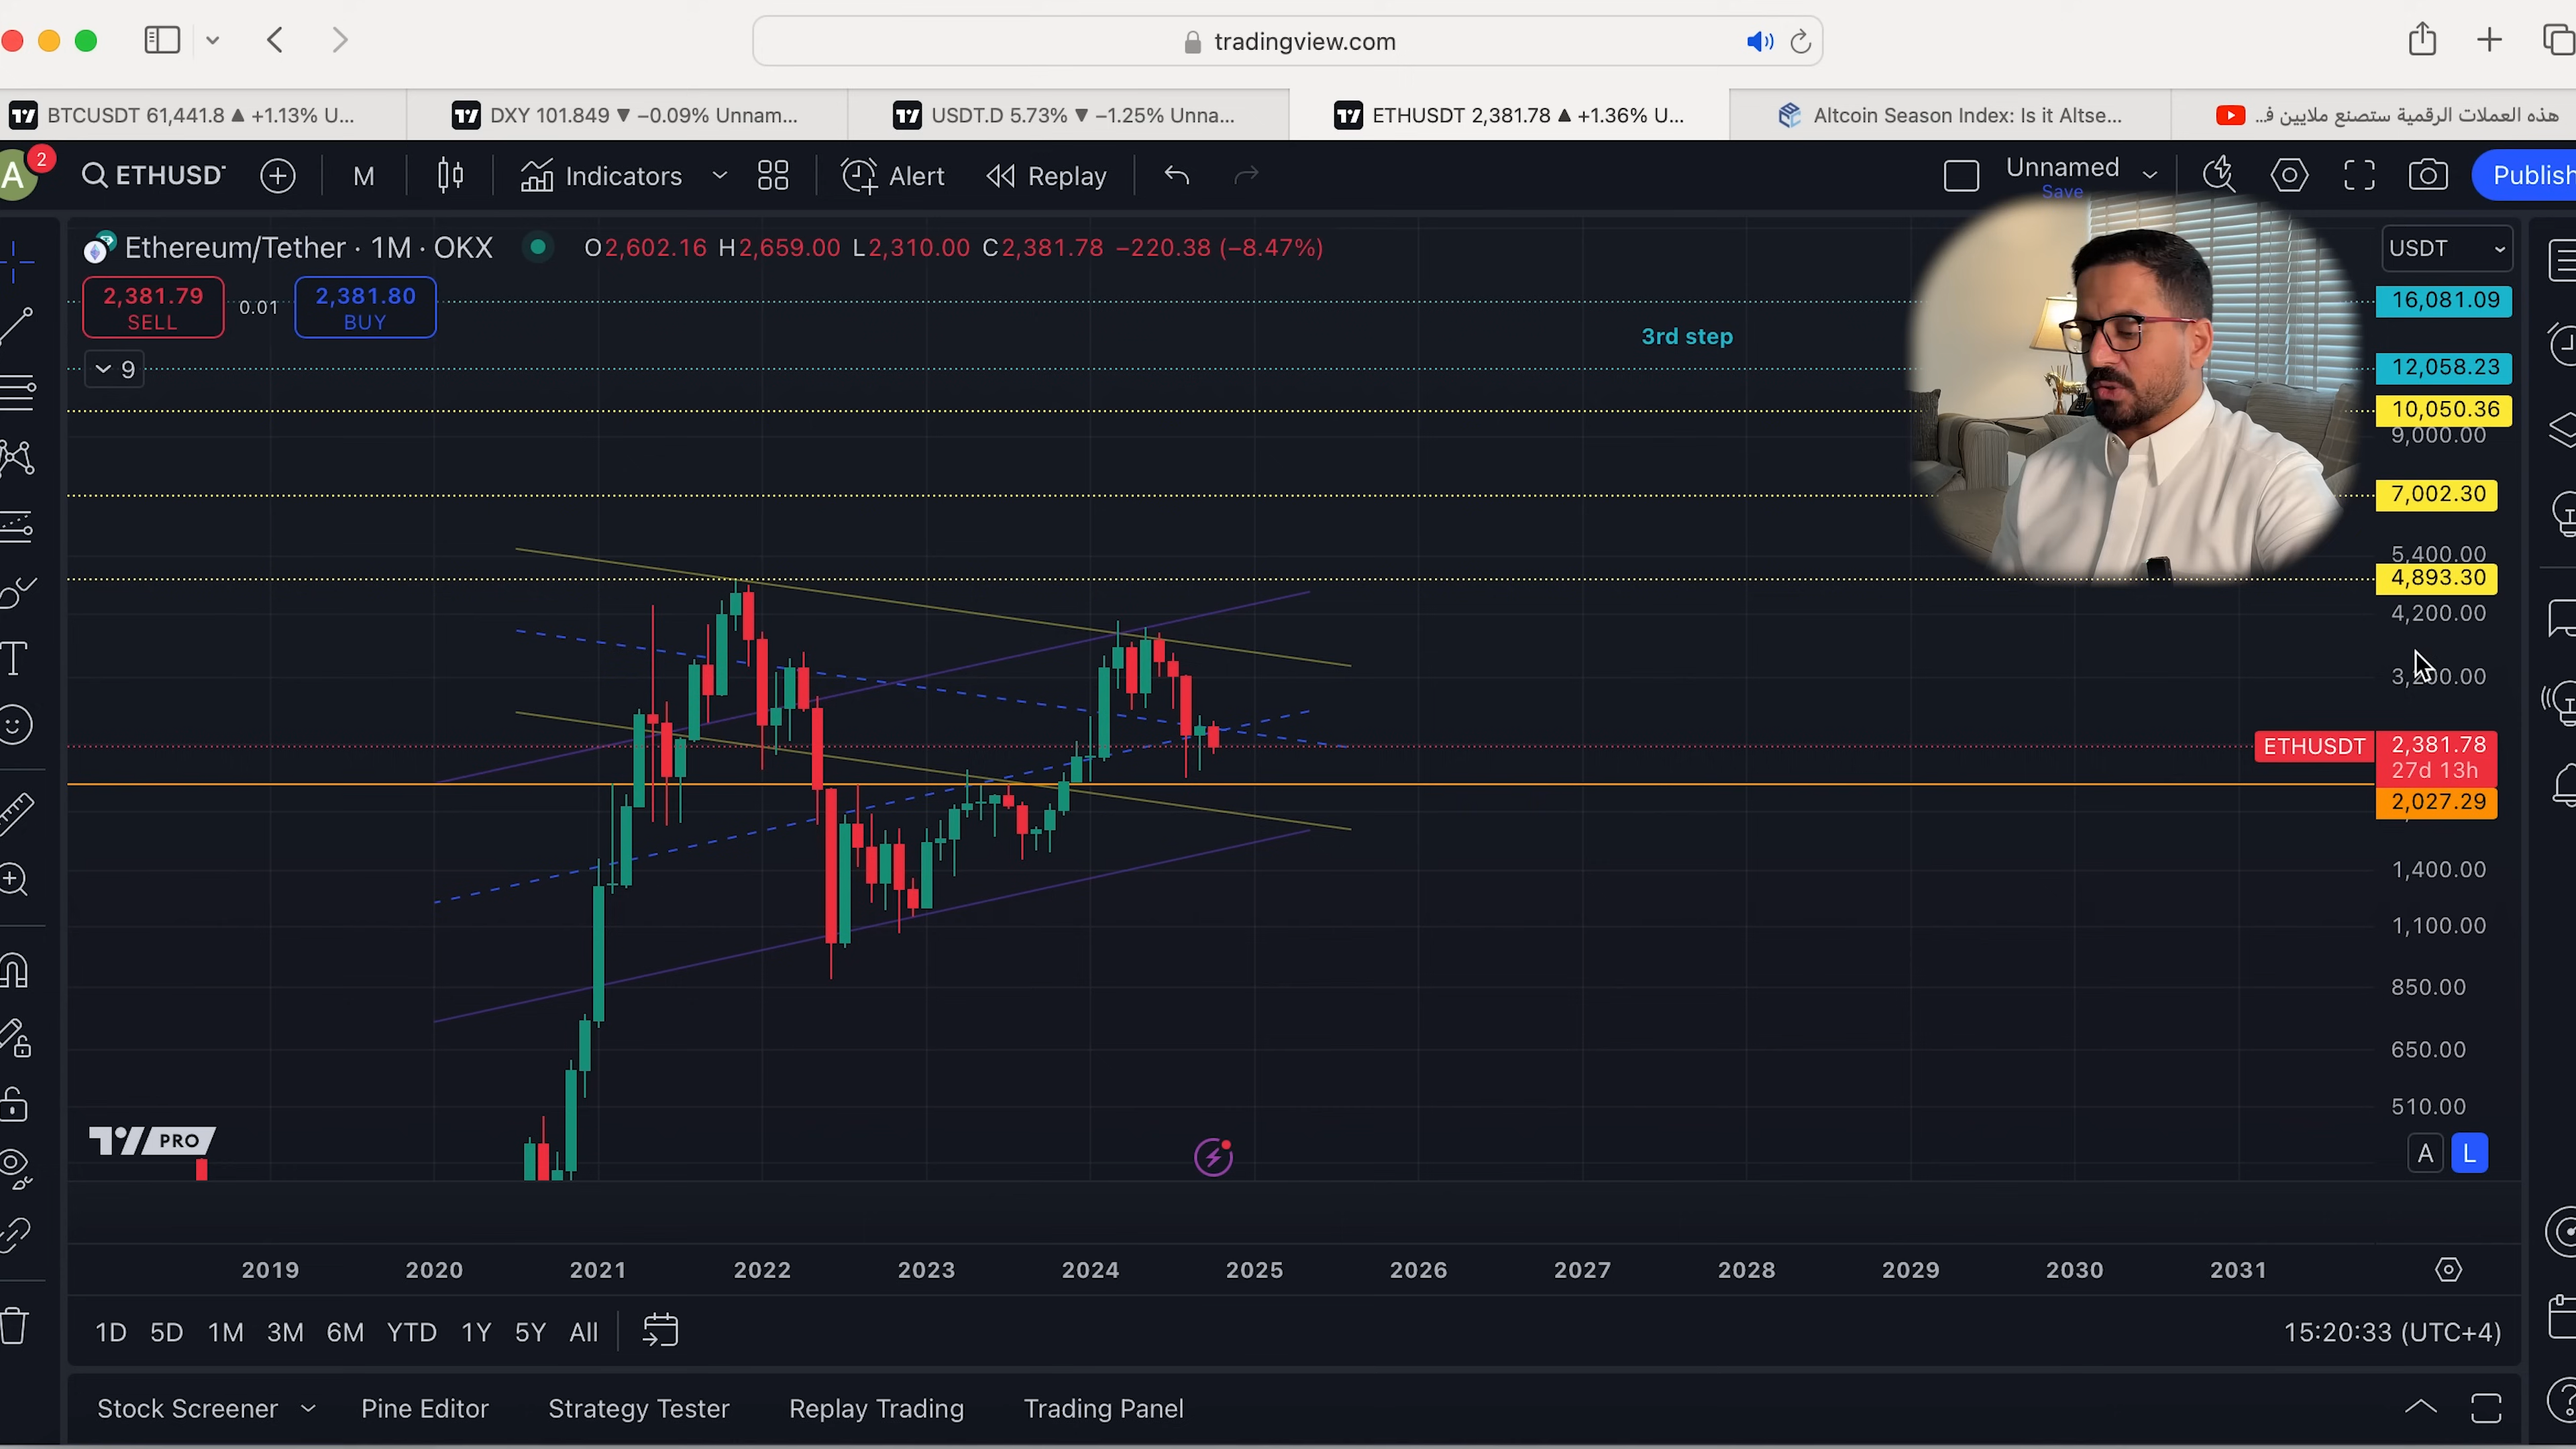 tradingview.com
BTCUSDT 61,441.8 ▲ +1.13% U...
DXY 101.849 ▼ −0.09% Unnam...
USDT.D 5.73% ▼ −1.25% Unna...
ETHUSDT 2,381.78 ▲ +1.36% U...
Altcoin Season Index: Is it Altse...
هذه العملات الرقمية ستصنع ملايين ف...
A 2
ETHUSDT
M
Indicators
Alert
Replay
Unnamed
Save
Publish
Ethereum/Tether · 1M · OKX
O2,602.16 H2,659.00 L2,310.00 C2,381.78 −220.38 (−8.47%)
USDT
2,381.79
SELL
0.01
2,381.80
BUY
9
3rd step
16,081.09
12,058.23
10,050.36
9,000.00
7,002.30
5,400.00
4,893.30
4,200.00
3,200.00
ETHUSDT
2,381.78
27d 13h
2,027.29
1,400.00
1,100.00
850.00
650.00
510.00
PRO
A L
2019 2020 2021 2022 2023 2024 2025 2026 2027 2028 2029 2030 2031
1D 5D 1M 3M 6M YTD 1Y 5Y All
15:20:33 (UTC+4)
Stock Screener
Pine Editor
Strategy Tester
Replay Trading
Trading Panel